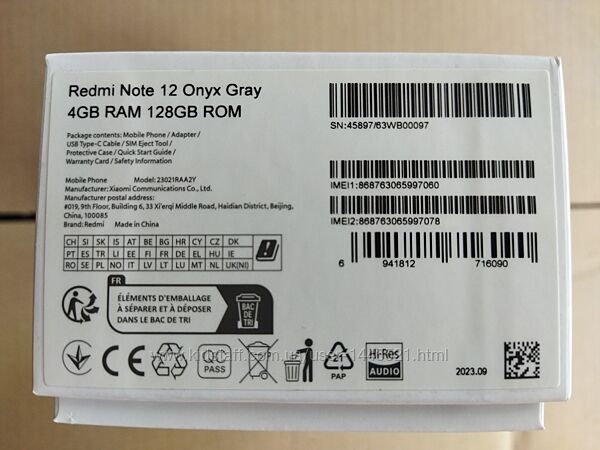 Redmi Note 12 Onyx Gray
4GB RAM 128GB ROM
Package contents: Mobile Phone / Adapter /
USB Type-C Cable / SIM Eject Tool /
Protective Case / Quick Start Guide /
Warranty Card / Safety Information
Mobile Phone Model: 23021RAA2Y
Manufacturer: Xiaomi Communications Co., Ltd.
#019, 9th Floor, Building 6, 33 Xi'erqi Middle Road, Haidian District, Beijing,
China, 100085
Brand: Redmi Made in China
CH SI SK IS AT BE BG HR CY CZ DK
PT ES TR LI EE FI FR DE EL HU IE
RO SE PL NO IT LV LT LU MT NL UK(NI)
FR
ÉLÉMENTS D'EMBALLAGE
À SÉPARER ET À DÉPOSER
DANS LE BAC DE TRI
BAC
DE
TRI
CE
QC
PASS
21
PAP
Hi-Res
AUDIO
SN:45897/63WB00097
IMEI1:868763065997060
IMEI2:868763065997078
6 941812 716090
2023.09